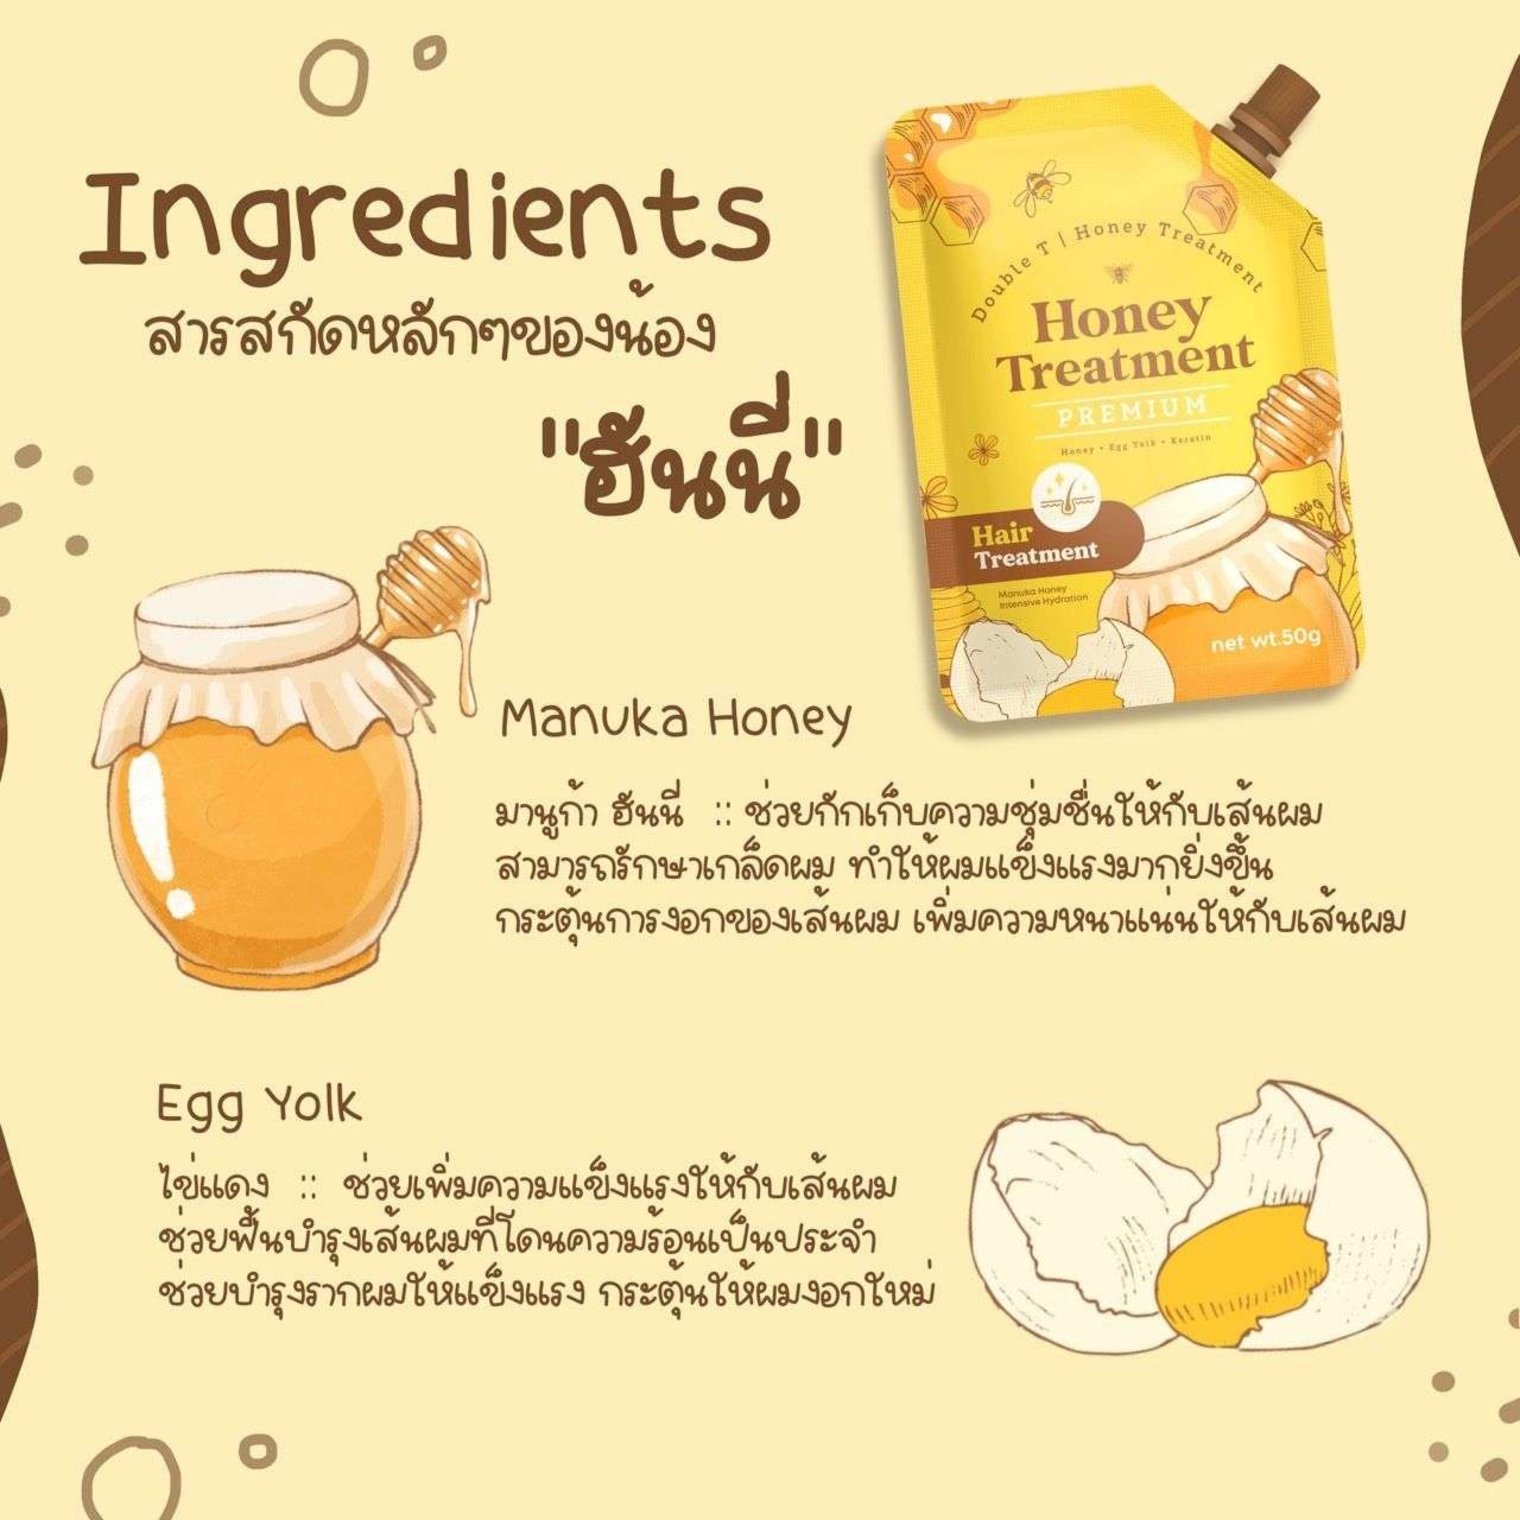 Ingredients
สารสกัดหลักๆของน้อง
"ฮันนี่"
Double T | Honey Treatment
Honey
Treatment
PREMIUM
Honey • Egg Yolk • Keratin
Hair
Treatment
Manuka Honey
Intensive Hydration
net wt.50g
Manuka Honey
มานูก้า ฮันนี่ :: ช่วยกักเก็บความชุ่มชื่นให้กับเส้นผม
สามารถรักษาเกล็ดผม ทำให้ผมแข็งแรงมากยิ่งขึ้น
กระตุ้นการงอกของเส้นผม เพิ่มความหนาแน่นให้กับเส้นผม
Egg Yolk
ไข่แดง :: ช่วยเพิ่มความแข็งแรงให้กับเส้นผม
ช่วยฟื้นบำรุงเส้นผมที่โดนความร้อนเป็นประจำ
ช่วยบำรุงรากผมให้แข็งแรง กระตุ้นให้ผมงอกใหม่